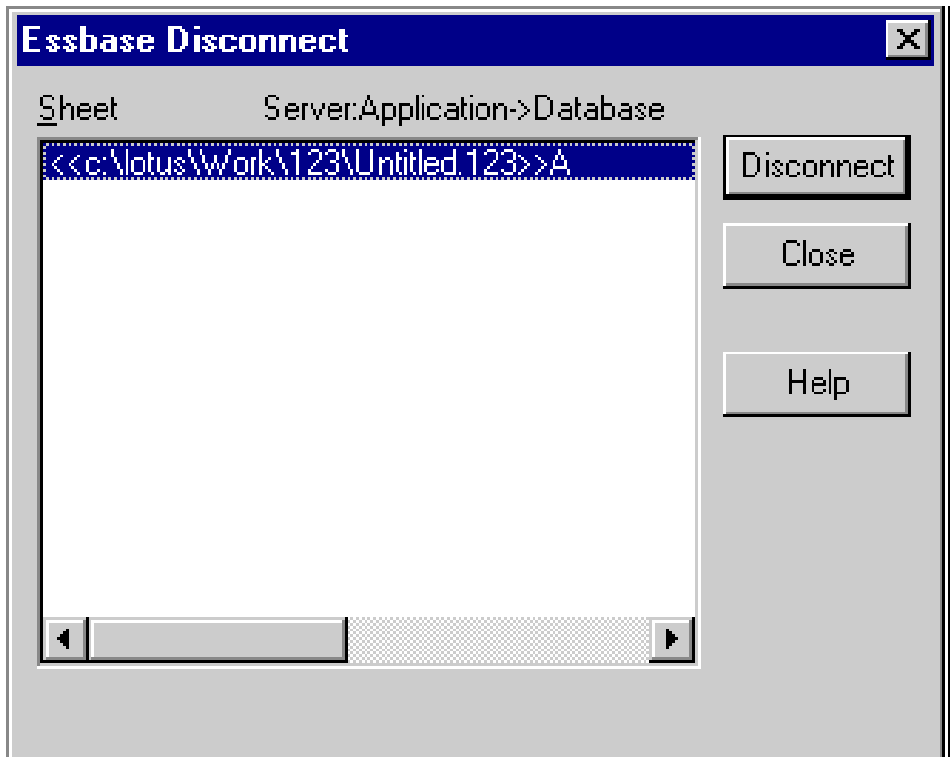 Essbase Disconnect
Sheet Server:Application->Database
<<c:\lotus\Work\123\Untitled.123>>A
Disconnect
Close
Help